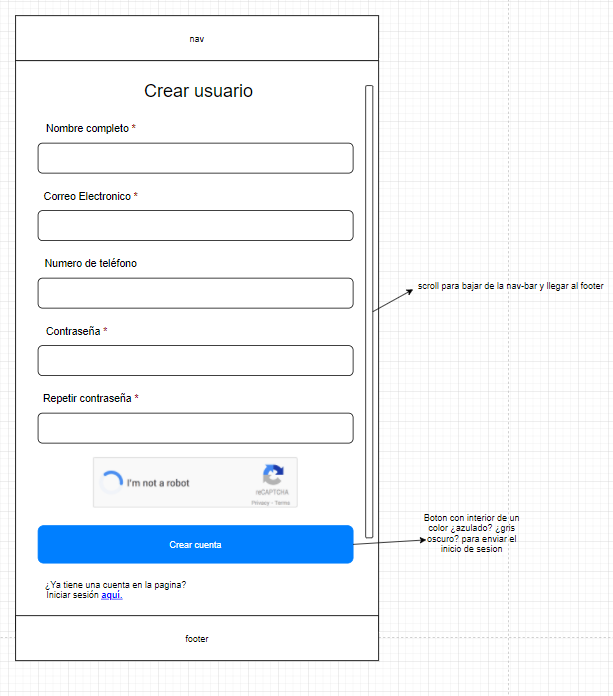 nav
Crear usuario
Nombre completo *
Correo Electronico *
Numero de teléfono
scroll para bajar de la nav-bar y llegar al footer
Contraseña *
Repetir contraseña *
I'm not a robot
reCAPTCHA
Privacy - Terms
Boton con interior de un
color ¿azulado? ¿gris
oscuro? para enviar el
inicio de sesion
Crear cuenta
¿Ya tiene una cuenta en la pagina?
Iniciar sesión aquí.
footer